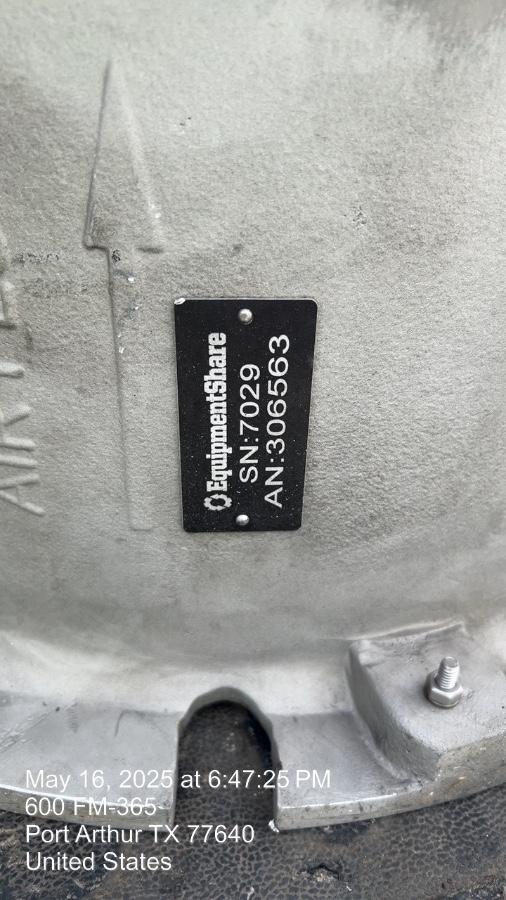 AIR
EquipmentShare
SN:7029
AN:306563
May 16, 2025 at 6:47:25 PM
600 FM-365
Port Arthur TX 77640
United States